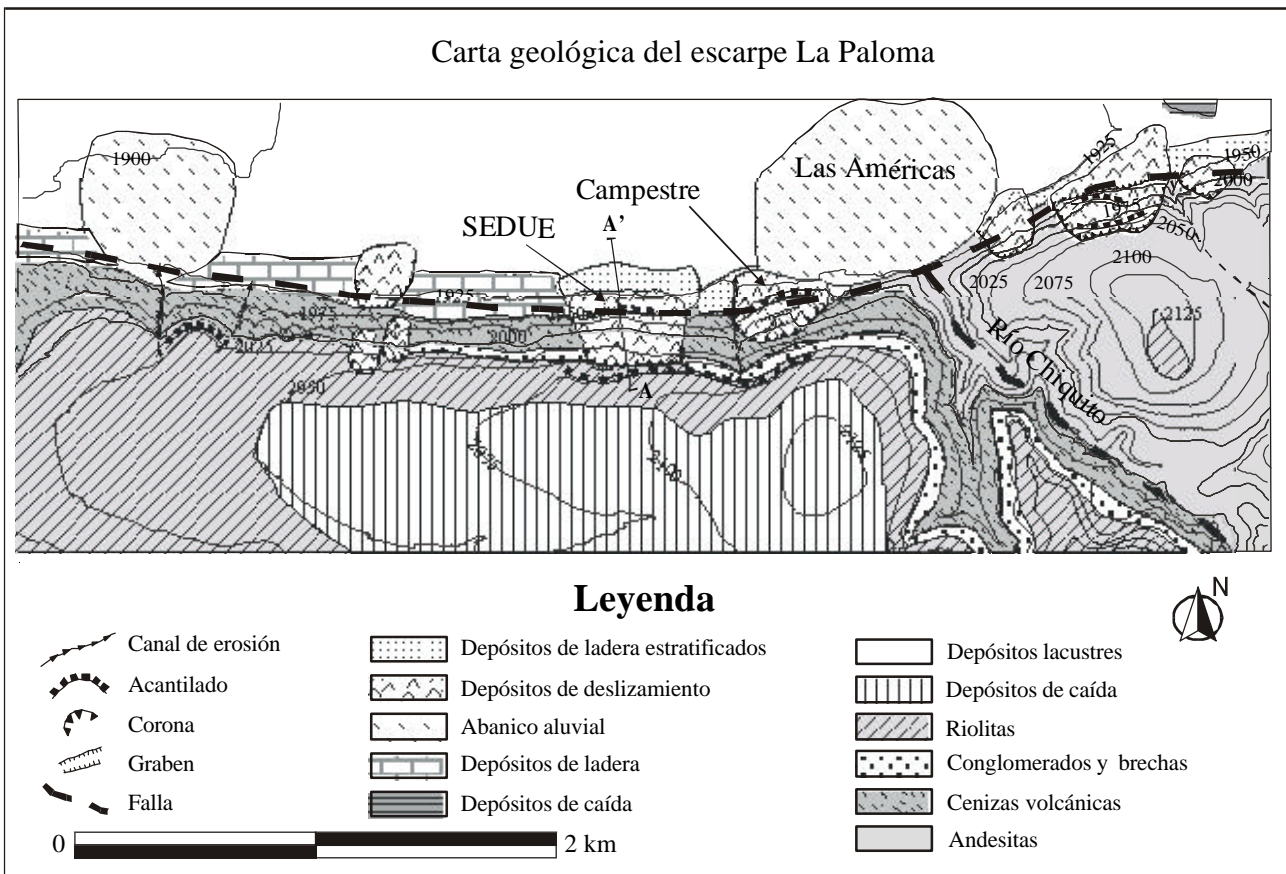 Carta geológica del escarpe La Paloma
1900
Las Américas
1925
1950
Campestre
2000
SEDUE
A'
1975
2050
2100
2025
2075
1925
1975
2125
2000
Río Chiquito
2025
2050
A
Leyenda
N
Canal de erosión
Acantilado
Corona
Graben
Falla
Depósitos de ladera estratificados
Depósitos de deslizamiento
Abanico aluvial
Depósitos de ladera
Depósitos de caída
Depósitos lacustres
Depósitos de caída
Riolitas
Conglomerados y brechas
Cenizas volcánicas
Andesitas
0
2 km